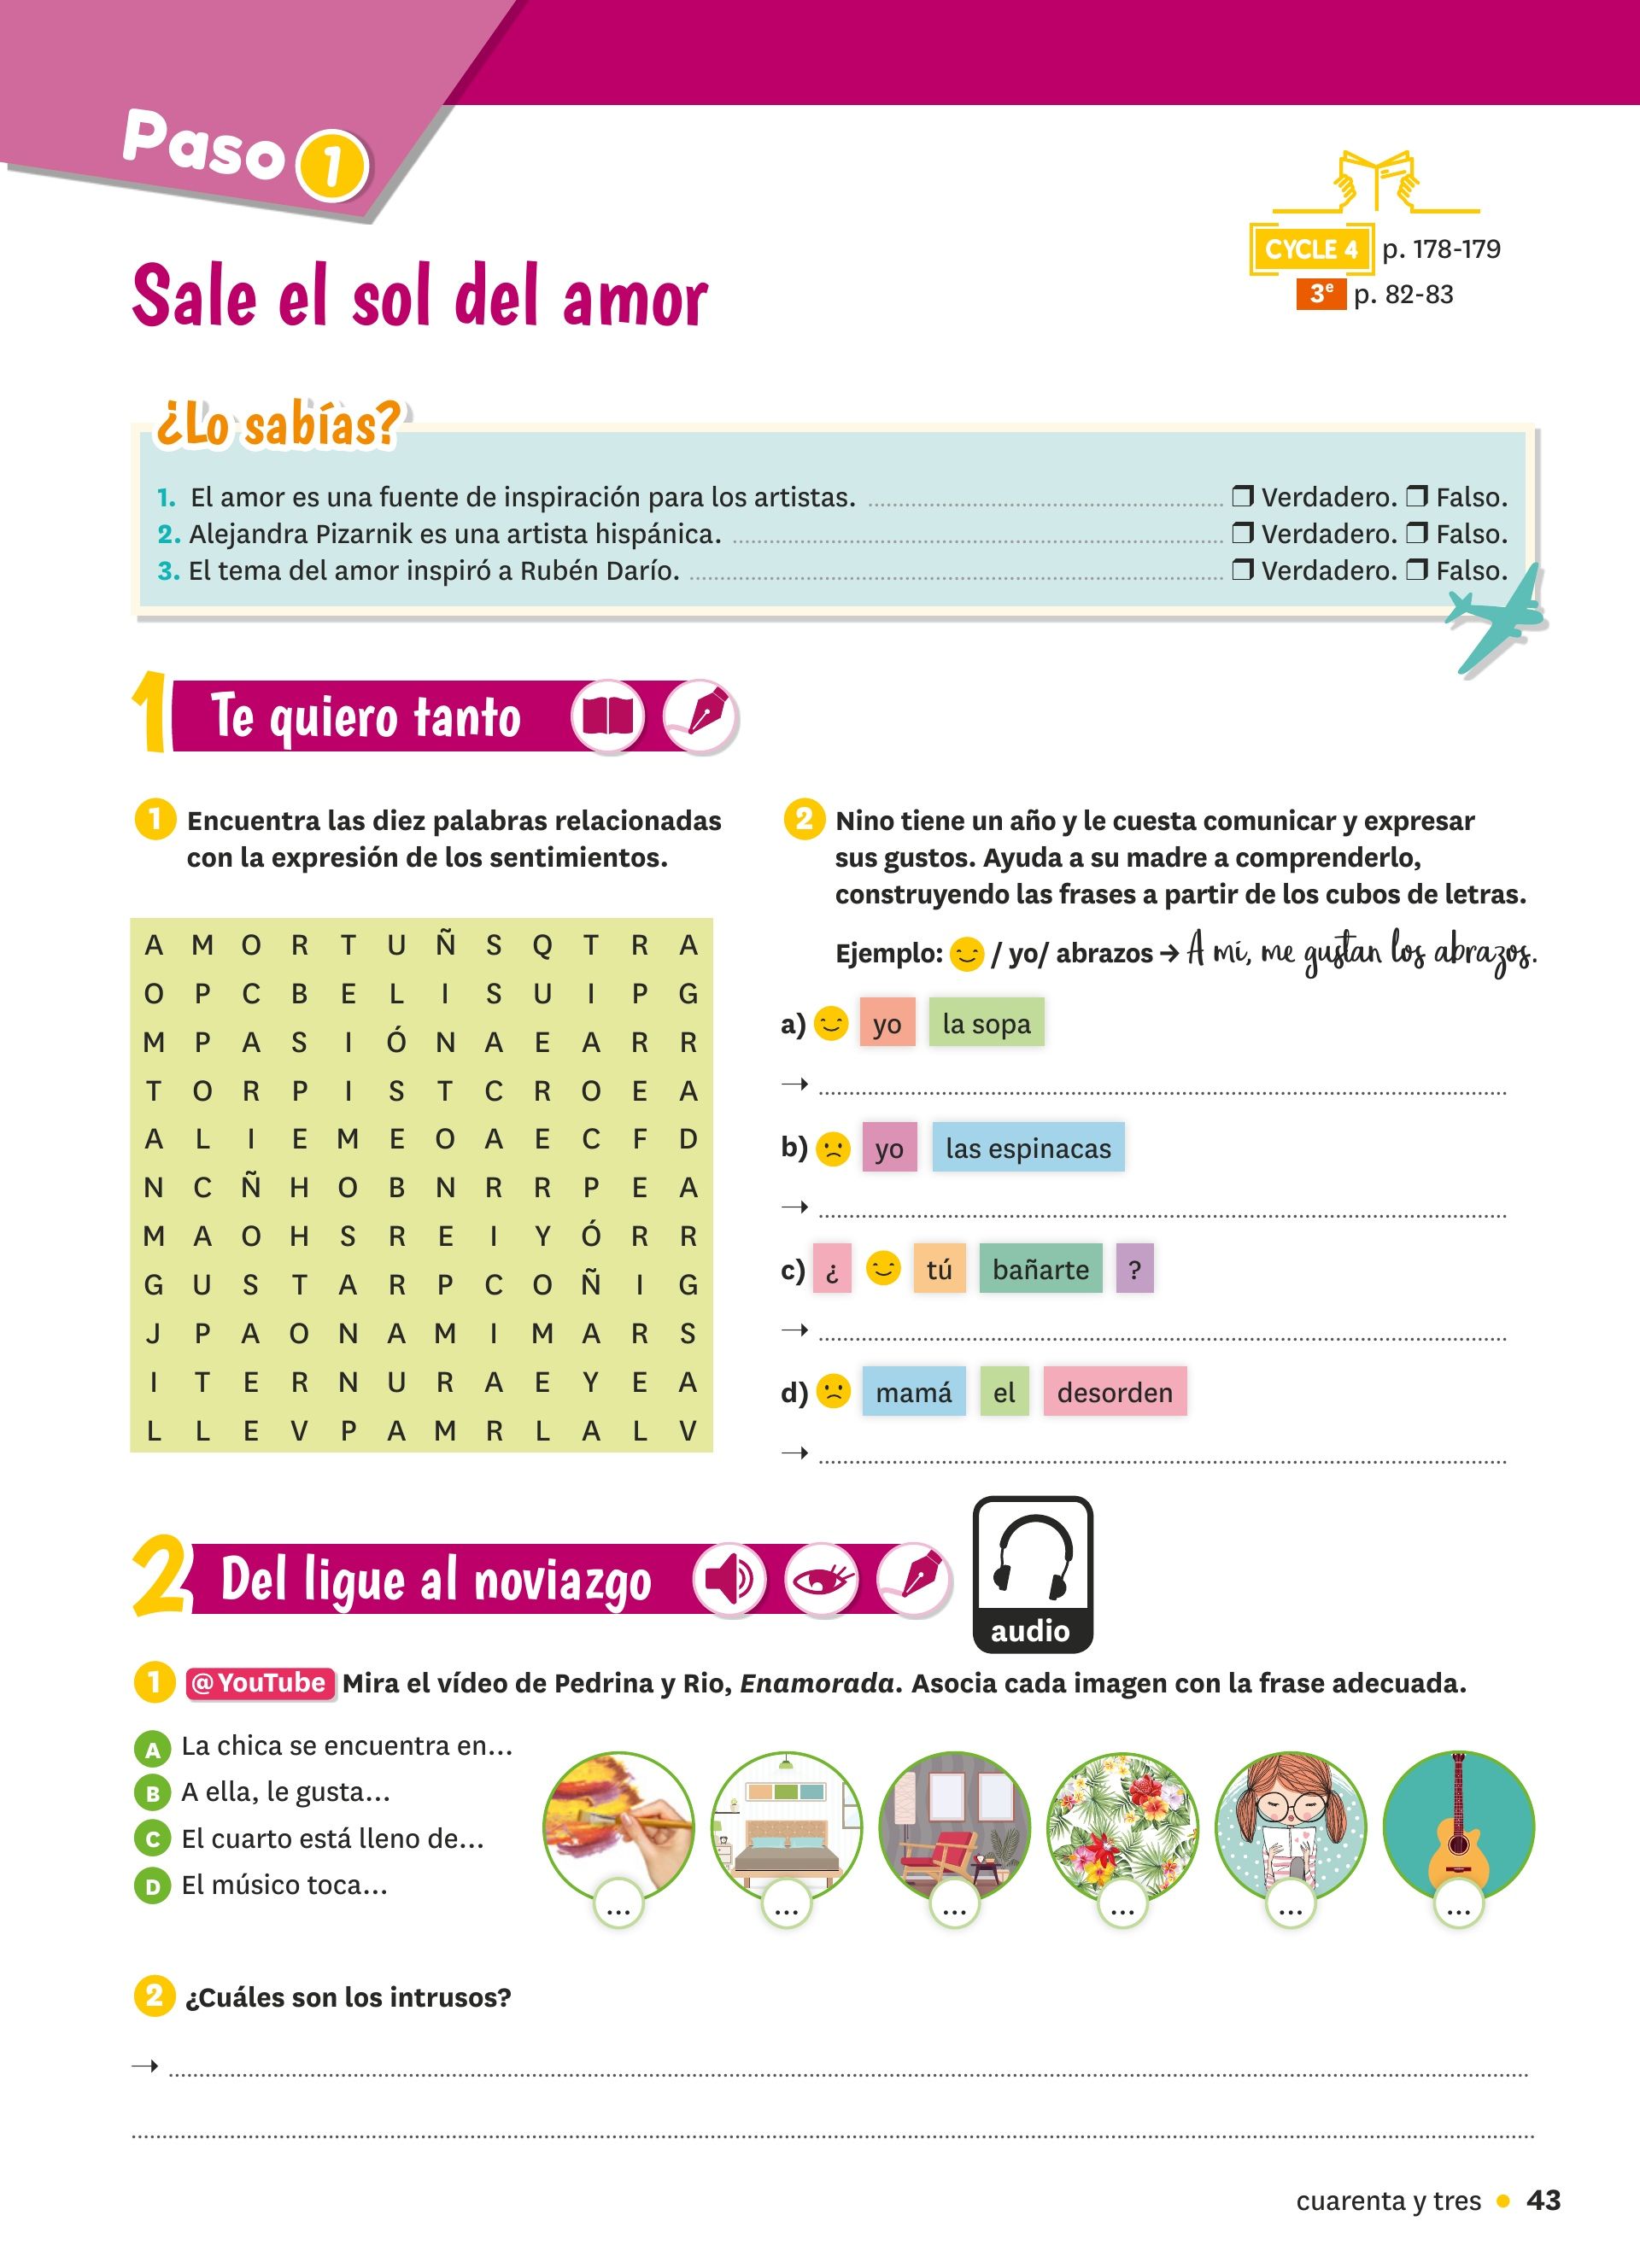 Paso 1
CYCLE 4 p. 178-179
3e p. 82-83
Sale el sol del amor
¿Lo sabías?
1. El amor es una fuente de inspiración para los artistas. ❒ Verdadero. ❒ Falso.
2. Alejandra Pizarnik es una artista hispánica. ❒ Verdadero. ❒ Falso.
3. El tema del amor inspiró a Rubén Darío. ❒ Verdadero. ❒ Falso.
1 Te quiero tanto
1 Encuentra las diez palabras relacionadas
con la expresión de los sentimientos.
A M O R T U Ñ S Q T R A
O P C B E L I S U I P G
M P A S I Ó N A E A R R
T O R P I S T C R O E A
A L I E M E O A E C F D
N C Ñ H O B N R R P E A
M A O H S R E I Y Ó R R
G U S T A R P C O Ñ I G
J P A O N A M I M A R S
I T E R N U R A E Y E A
L L E V P A M R L A L V
2 Nino tiene un año y le cuesta comunicar y expresar
sus gustos. Ayuda a su madre a comprenderlo,
construyendo las frases a partir de los cubos de letras.
Ejemplo: / yo/ abrazos → A mí, me gustan los abrazos.
a) yo la sopa
→
b) yo las espinacas
→
c) ¿ tú bañarte ?
→
d) mamá el desorden
→
2 Del ligue al noviazgo
audio
1 @YouTube Mira el vídeo de Pedrina y Rio, Enamorada. Asocia cada imagen con la frase adecuada.
A La chica se encuentra en...
B A ella, le gusta...
C El cuarto está lleno de...
D El músico toca...
... ... ... ... ... ...
2 ¿Cuáles son los intrusos?
→
cuarenta y tres • 43